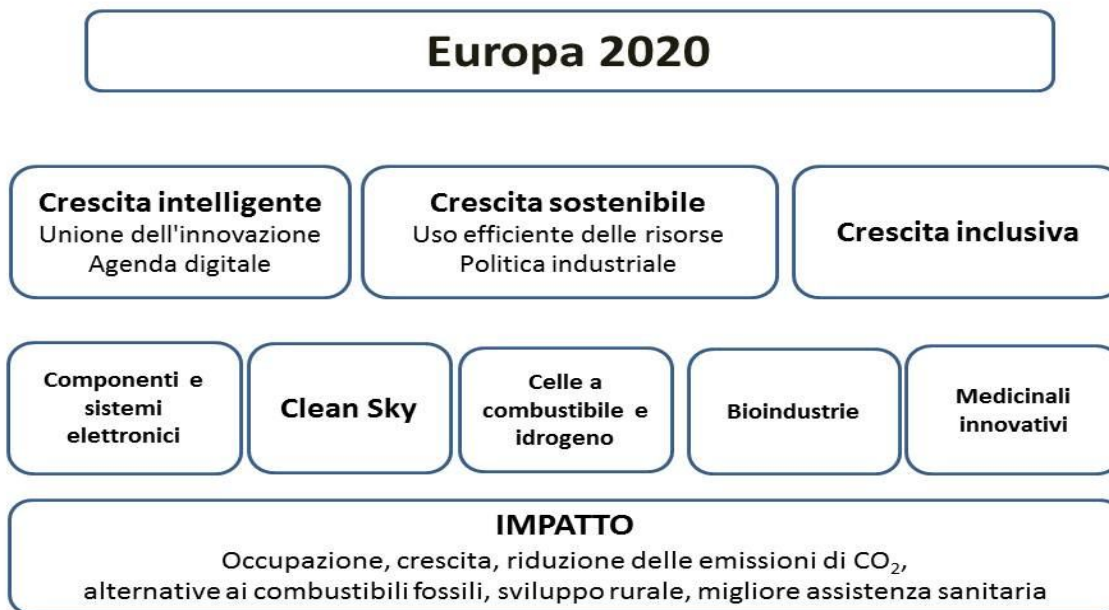 Europa 2020
Crescita intelligente
Unione dell'innovazione
Agenda digitale
Crescita sostenibile
Uso efficiente delle risorse
Politica industriale
Crescita inclusiva
Componenti e
sistemi
elettronici
Clean Sky
Celle a
combustibile e
idrogeno
Bioindustrie
Medicinali
innovativi
IMPATTO
Occupazione, crescita, riduzione delle emissioni di CO₂,
alternative ai combustibili fossili, sviluppo rurale, migliore assistenza sanitaria